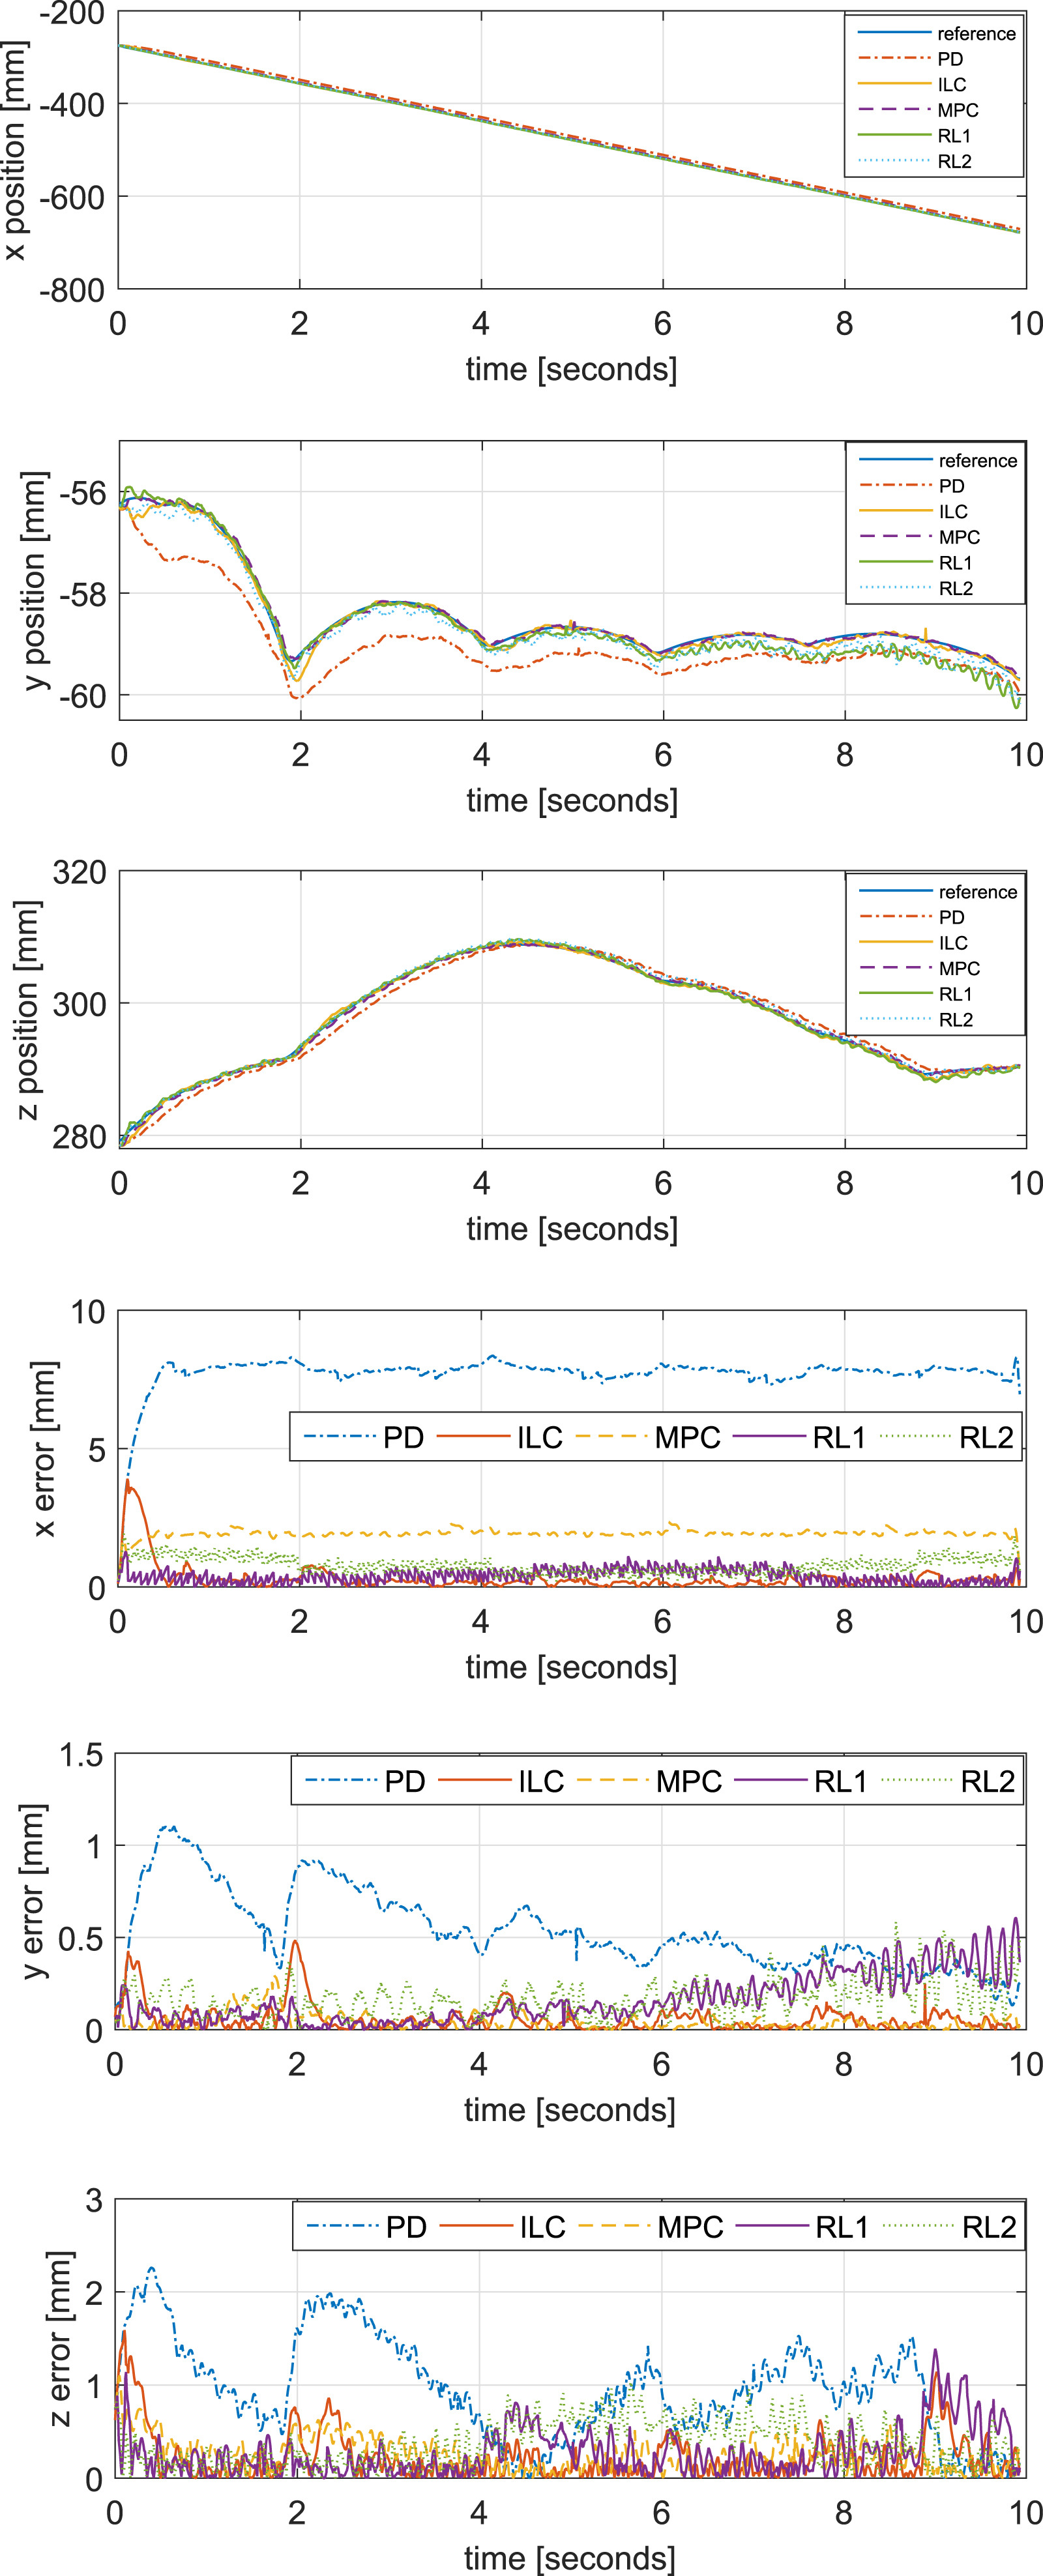 -200
-400
-600
-800
x position [mm]
reference
PD
ILC
MPC
RL1
RL2
0 2 4 6 8 10
time [seconds]
-56
-58
-60
y position [mm]
reference
PD
ILC
MPC
RL1
RL2
0 2 4 6 8 10
time [seconds]
320
300
280
z position [mm]
reference
PD
ILC
MPC
RL1
RL2
0 2 4 6 8 10
time [seconds]
10
5
0
x error [mm]
PD ILC MPC RL1 RL2
0 2 4 6 8 10
time [seconds]
1.5
1
0.5
0
y error [mm]
PD ILC MPC RL1 RL2
0 2 4 6 8 10
time [seconds]
3
2
1
0
z error [mm]
PD ILC MPC RL1 RL2
0 2 4 6 8 10
time [seconds]